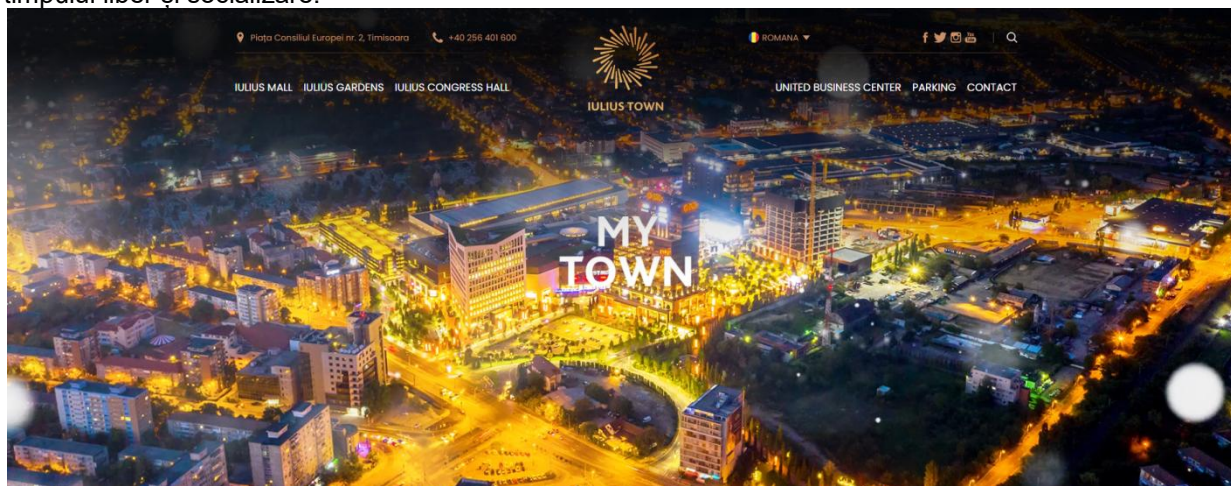 timpului liber și socializare.
Piața Consiliul Europei nr. 2, Timisoara +40 256 401 600
ROMANA
IULIUS MALL IULIUS GARDENS IULIUS CONGRESS HALL
IULIUS TOWN
UNITED BUSINESS CENTER PARKING CONTACT
MY
TOWN